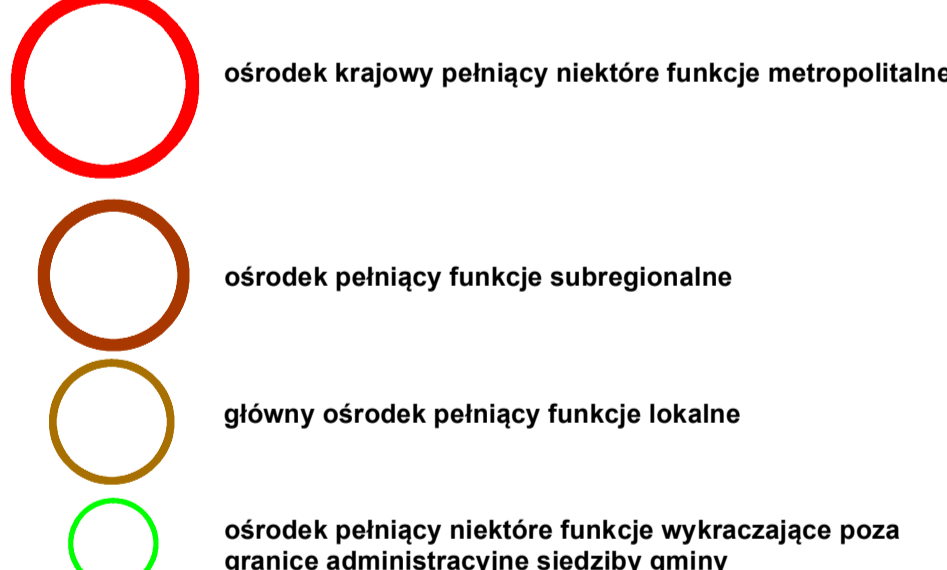 ośrodek krajowy pełniący niektóre funkcje metropolitalne
ośrodek pełniący funkcje subregionalne
główny ośrodek pełniący funkcje lokalne
ośrodek pełniący niektóre funkcje wykraczające poza
granice administracyjne siedziby gminy